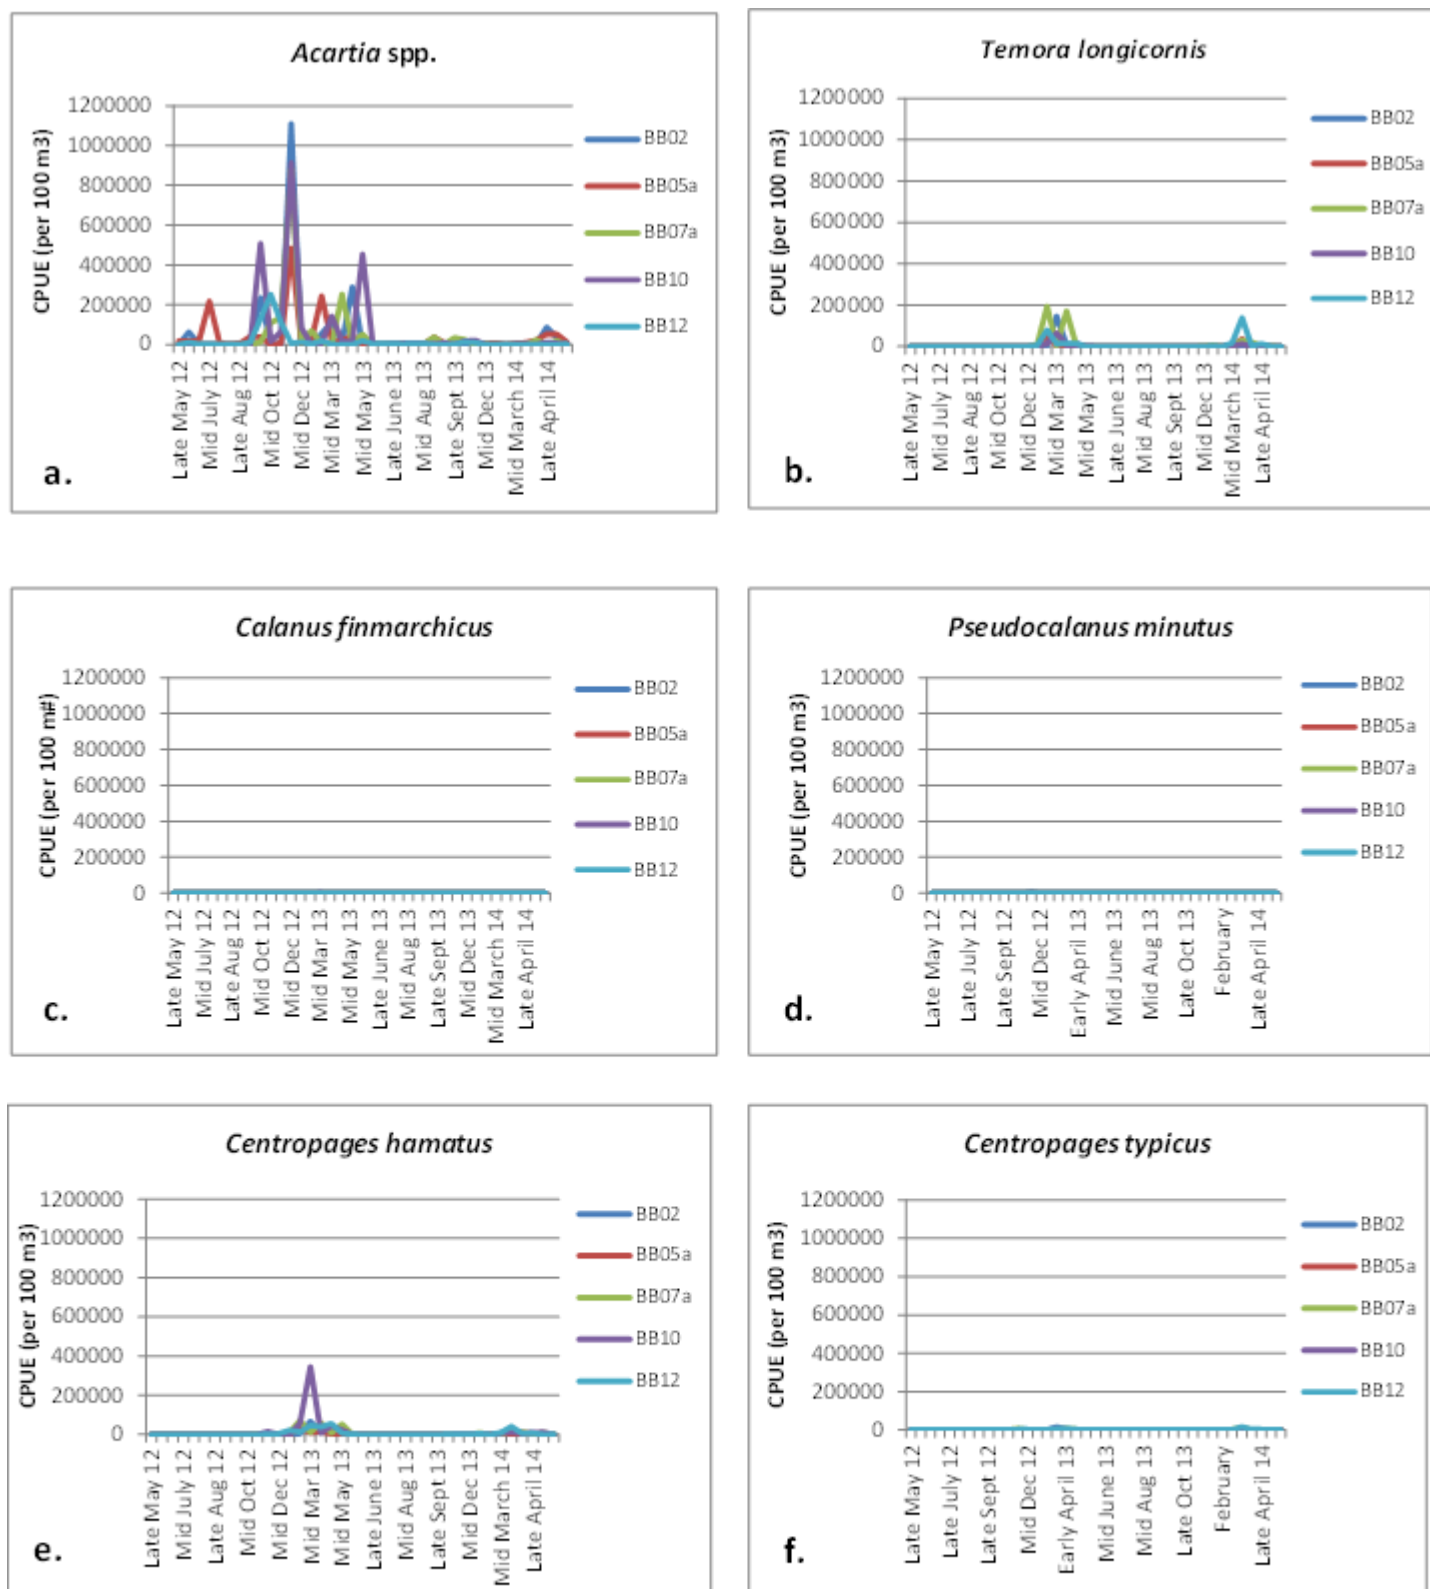 Acartia spp.
CPUE (per 100 m3)
1200000
1000000
800000
600000
400000
200000
0
Late May 12
Mid July 12
Late Aug 12
Mid Oct 12
Mid Dec 12
Mid Mar 13
Mid May 13
Late June 13
Mid Aug 13
Late Sept 13
Mid Dec 13
Mid March 14
Late April 14
BB02
BB05a
BB07a
BB10
BB12
a.
Temora longicornis
CPUE (per 100 m3)
1200000
1000000
800000
600000
400000
200000
0
Late May 12
Mid July 12
Late Aug 12
Mid Oct 12
Mid Dec 12
Mid Mar 13
Mid May 13
Late June 13
Mid Aug 13
Late Sept 13
Mid Dec 13
Mid March 14
Late April 14
BB02
BB05a
BB07a
BB10
BB12
b.
Calanus finmarchicus
CPUE (per 100 m#)
1200000
1000000
800000
600000
400000
200000
0
Late May 12
Mid July 12
Late Aug 12
Mid Oct 12
Mid Dec 12
Mid Mar 13
Mid May 13
Late June 13
Mid Aug 13
Late Sept 13
Mid Dec 13
Mid March 14
Late April 14
BB02
BB05a
BB07a
BB10
BB12
c.
Pseudocalanus minutus
CPUE (per 100 m3)
1200000
1000000
800000
600000
400000
200000
0
Late May 12
Late July 12
Late Sept 12
Mid Dec 12
Early April 13
Mid June 13
Mid Aug 13
Late Oct 13
February
Late April 14
BB02
BB05a
BB07a
BB10
BB12
d.
Centropages hamatus
CPUE (per 100 m3)
1200000
1000000
800000
600000
400000
200000
0
Late May 12
Mid July 12
Late Aug 12
Mid Oct 12
Mid Dec 12
Mid Mar 13
Mid May 13
Late June 13
Mid Aug 13
Late Sept 13
Mid Dec 13
Mid March 14
Late April 14
BB02
BB05a
BB07a
BB10
BB12
e.
Centropages typicus
CPUE (per 100 m3)
1200000
1000000
800000
600000
400000
200000
0
Late May 12
Late July 12
Late Sept 12
Mid Dec 12
Early April 13
Mid June 13
Mid Aug 13
Late Oct 13
February
Late April 14
BB02
BB05a
BB07a
BB10
BB12
f.